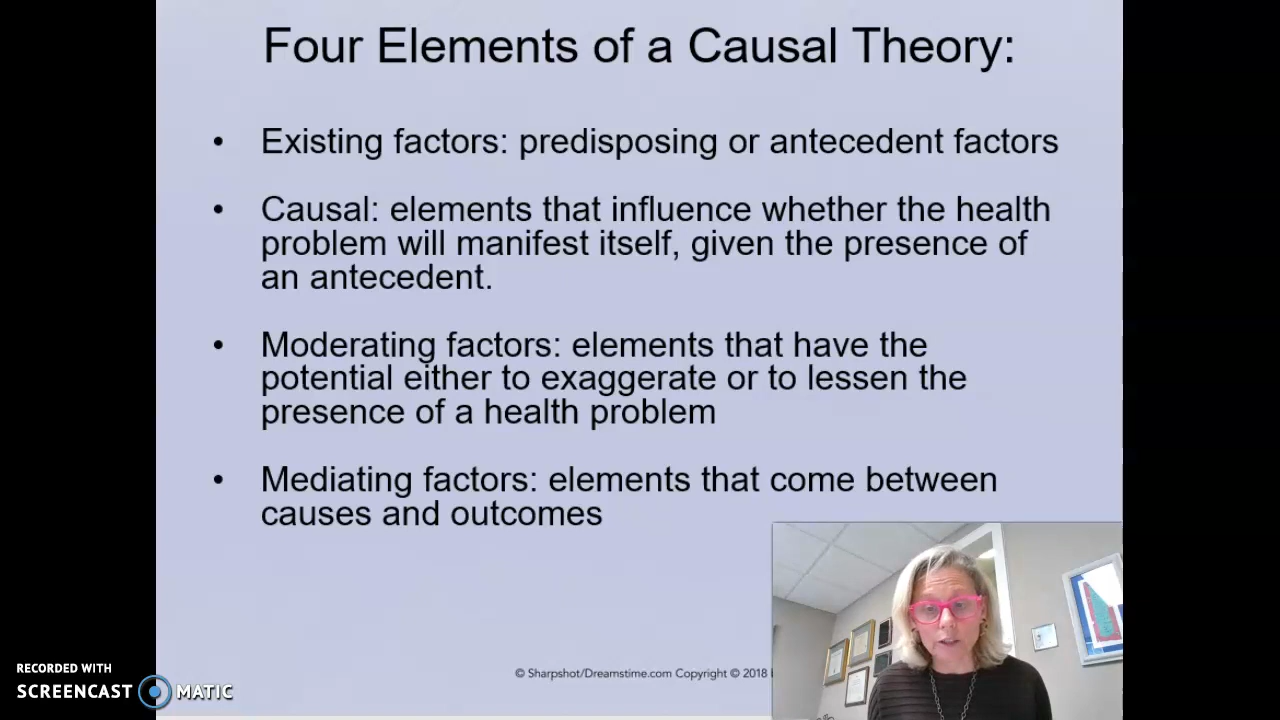 Four Elements of a Causal Theory:
• Existing factors: predisposing or antecedent factors
• Causal: elements that influence whether the health
problem will manifest itself, given the presence of
an antecedent.
• Moderating factors: elements that have the
potential either to exaggerate or to lessen the
presence of a health problem
• Mediating factors: elements that come between
causes and outcomes
© Sharpshot/Dreamstime.com Copyright © 2018
RECORDED WITH
SCREENCAST MATIC